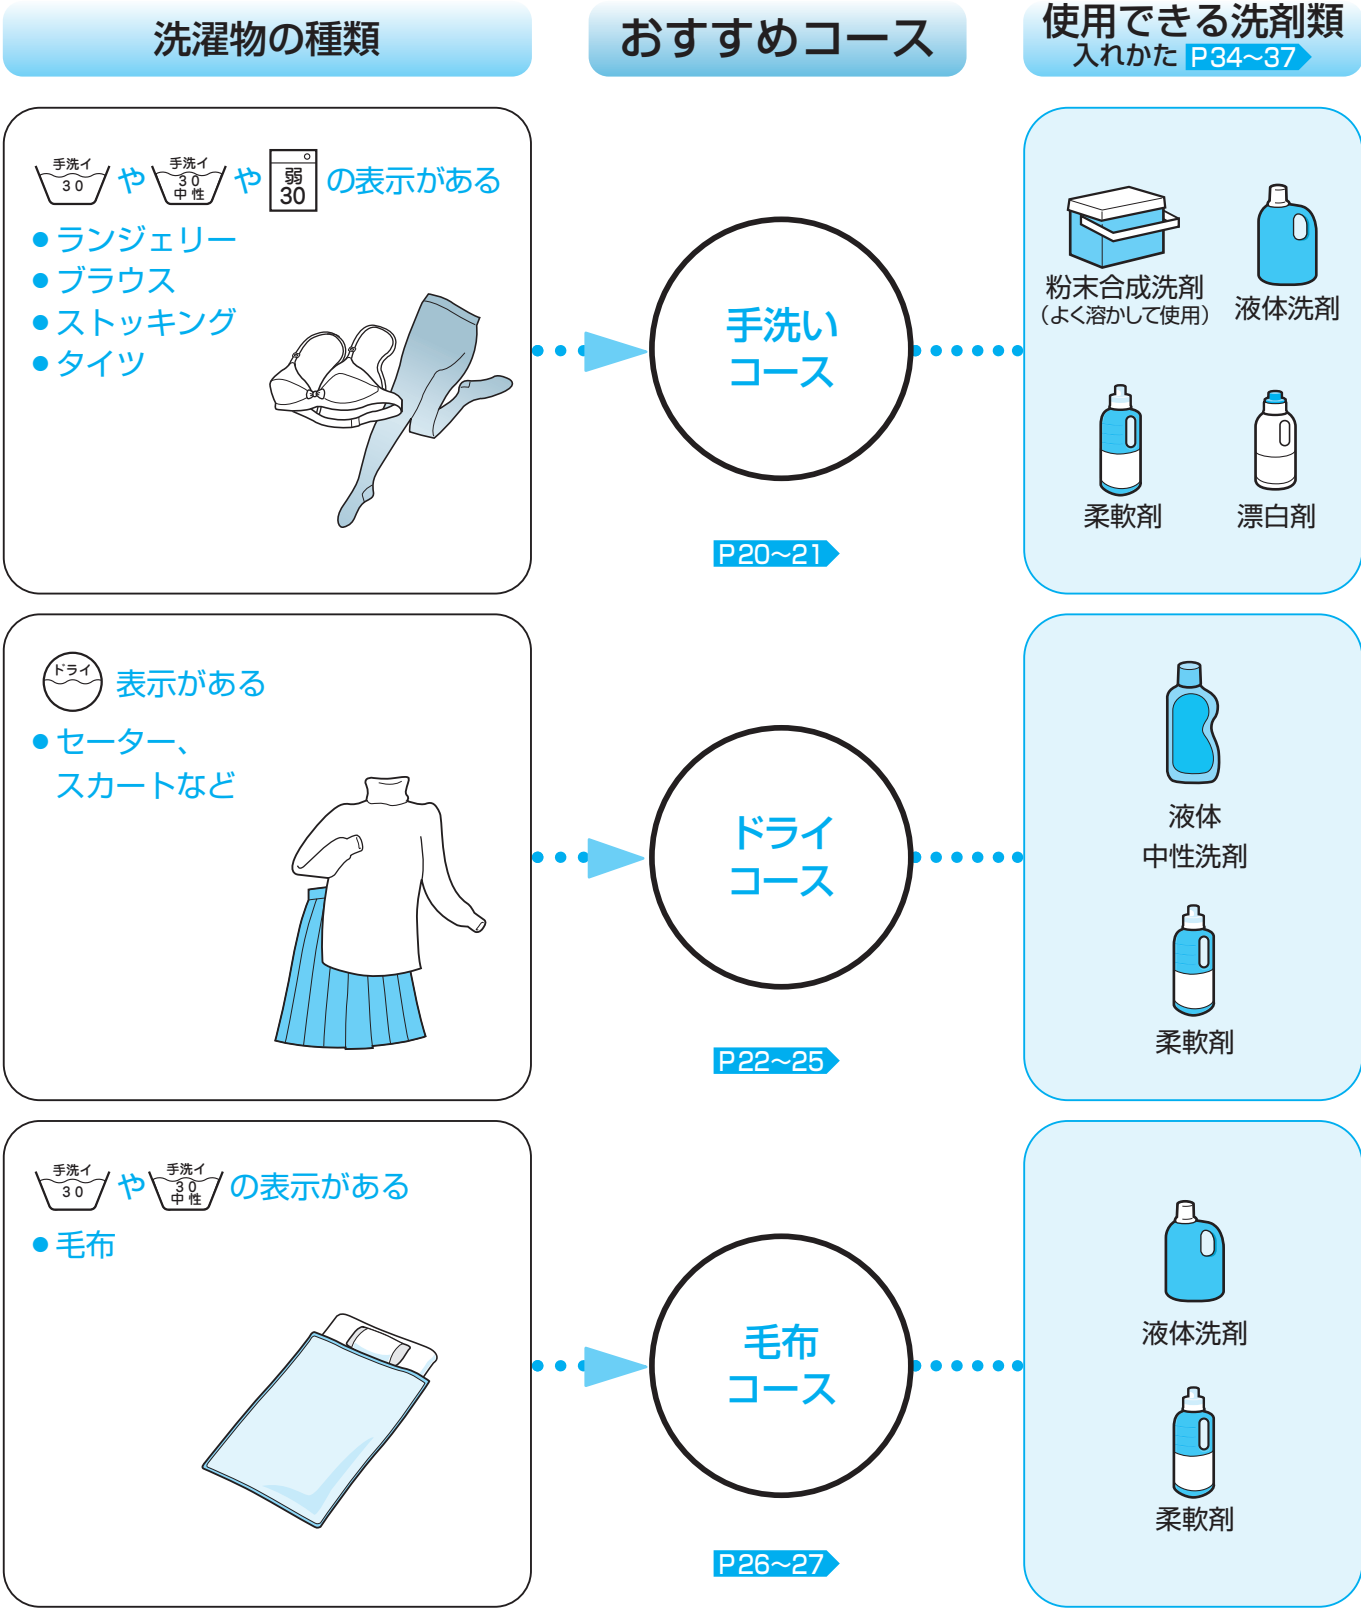 洗濯物の種類
おすすめコース
使用できる洗剤類
入れかた P34〜37
手洗イ 30 や 手洗イ 30 中性 や 弱 30 の表示がある
●ランジェリー
●ブラウス
●ストッキング
●タイツ
手洗い
コース
P20〜21
粉末合成洗剤
（よく溶かして使用）
液体洗剤
柔軟剤
漂白剤
ドライ 表示がある
●セーター、
スカートなど
ドライ
コース
P22〜25
液体
中性洗剤
柔軟剤
手洗イ 30 や 手洗イ 30 中性 の表示がある
●毛布
毛布
コース
P26〜27
液体洗剤
柔軟剤